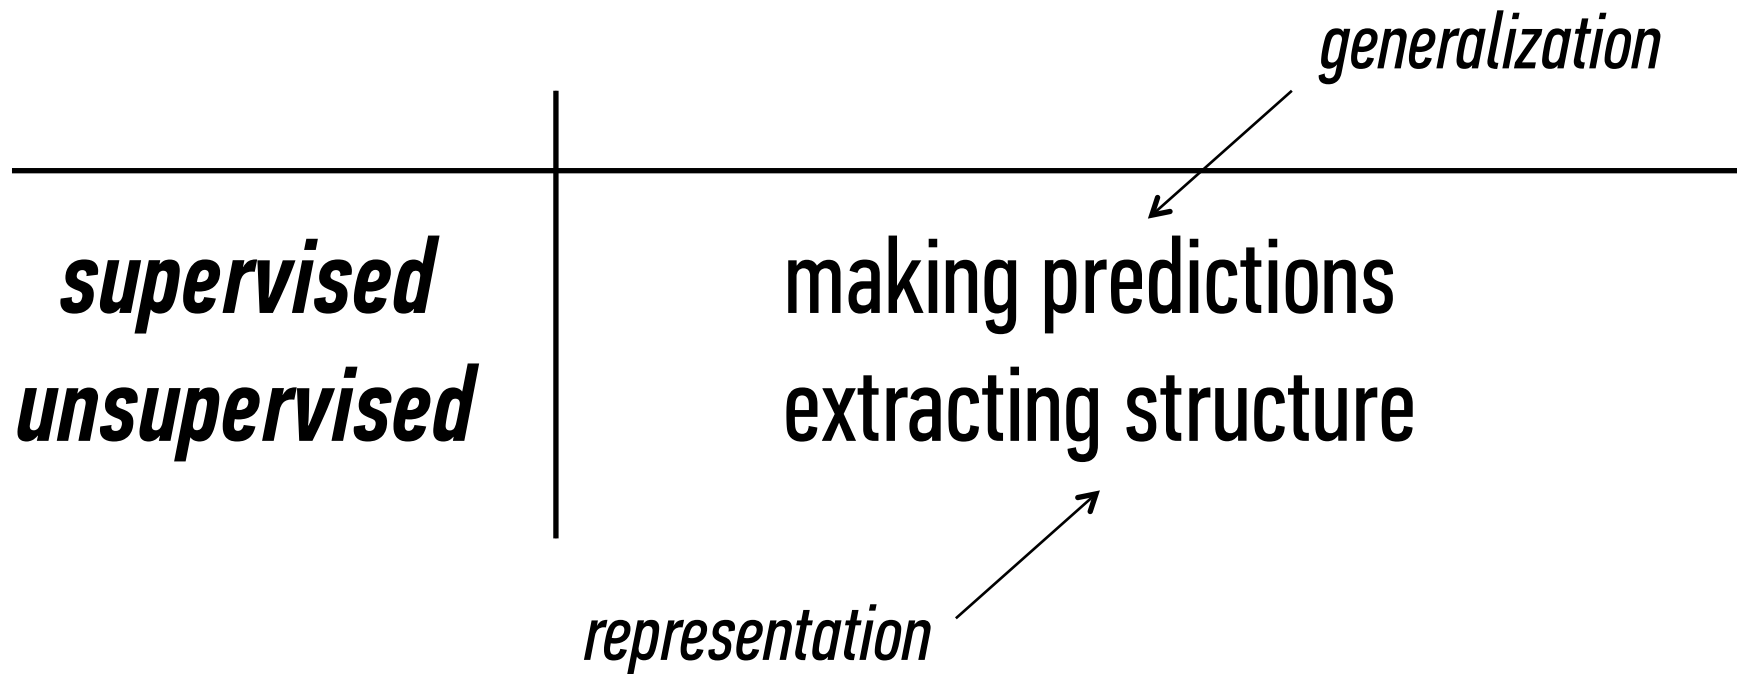 generalization
supervised making predictions
unsupervised extracting structure
representation